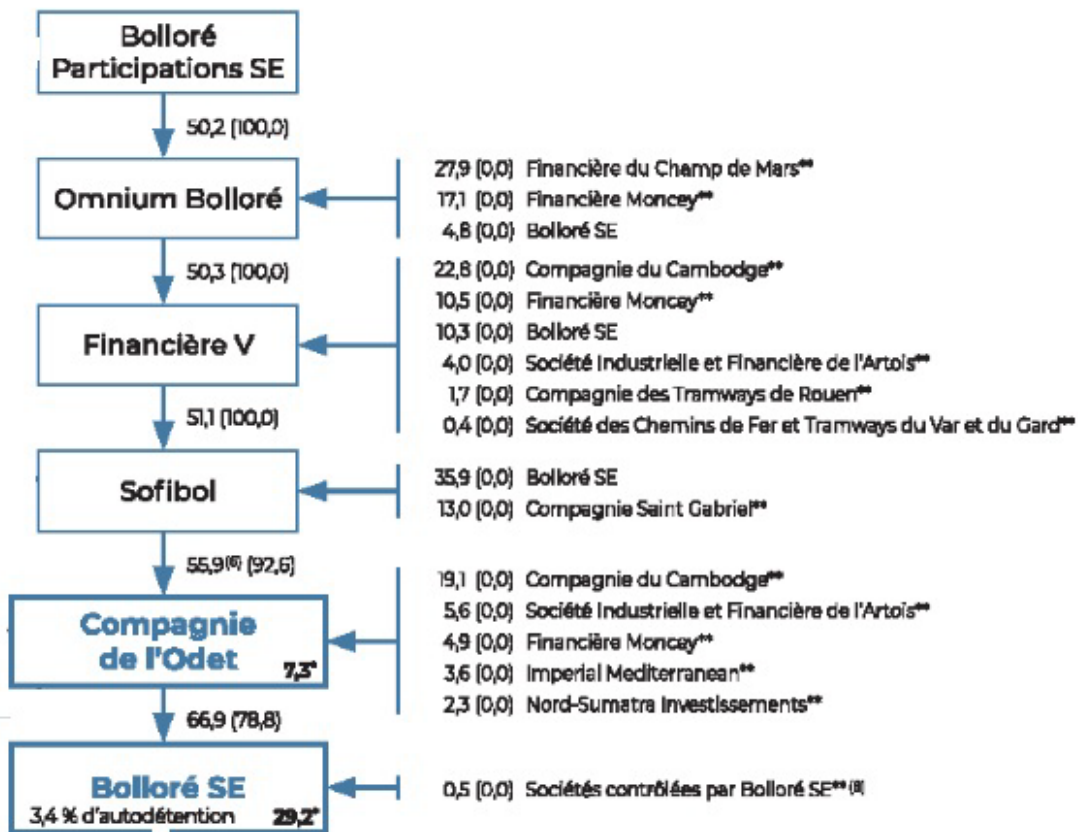 Bolloré
Participations SE
50,2 (100,0)
Omnium Bolloré
27,9 (0,0) Financière du Champ de Mars**
17,1 (0,0) Financière Moncey**
4,8 (0,0) Bolloré SE
50,3 (100,0)
Financière V
22,8 (0,0) Compagnie du Cambodge**
10,5 (0,0) Financière Moncey**
10,3 (0,0) Bolloré SE
4,0 (0,0) Société Industrielle et Financière de l'Artois**
1,7 (0,0) Compagnie des Tramways de Rouen**
0,4 (0,0) Société des Chemins de Fer et Tramways du Var et du Gard**
51,1 (100,0)
Sofibol
35,9 (0,0) Bolloré SE
13,0 (0,0) Compagnie Saint Gabriel**
55,9(6) (92,6)
Compagnie
de l'Odet
7,3*
19,1 (0,0) Compagnie du Cambodge**
5,6 (0,0) Société Industrielle et Financière de l'Artois**
4,9 (0,0) Financière Moncey**
3,6 (0,0) Imperial Mediterranean**
2,3 (0,0) Nord-Sumatra Investissements**
66,9 (78,8)
Bolloré SE
3,4 % d'autodétention 29,2*
0,5 (0,0) Sociétés contrôlées par Bolloré SE** (8)